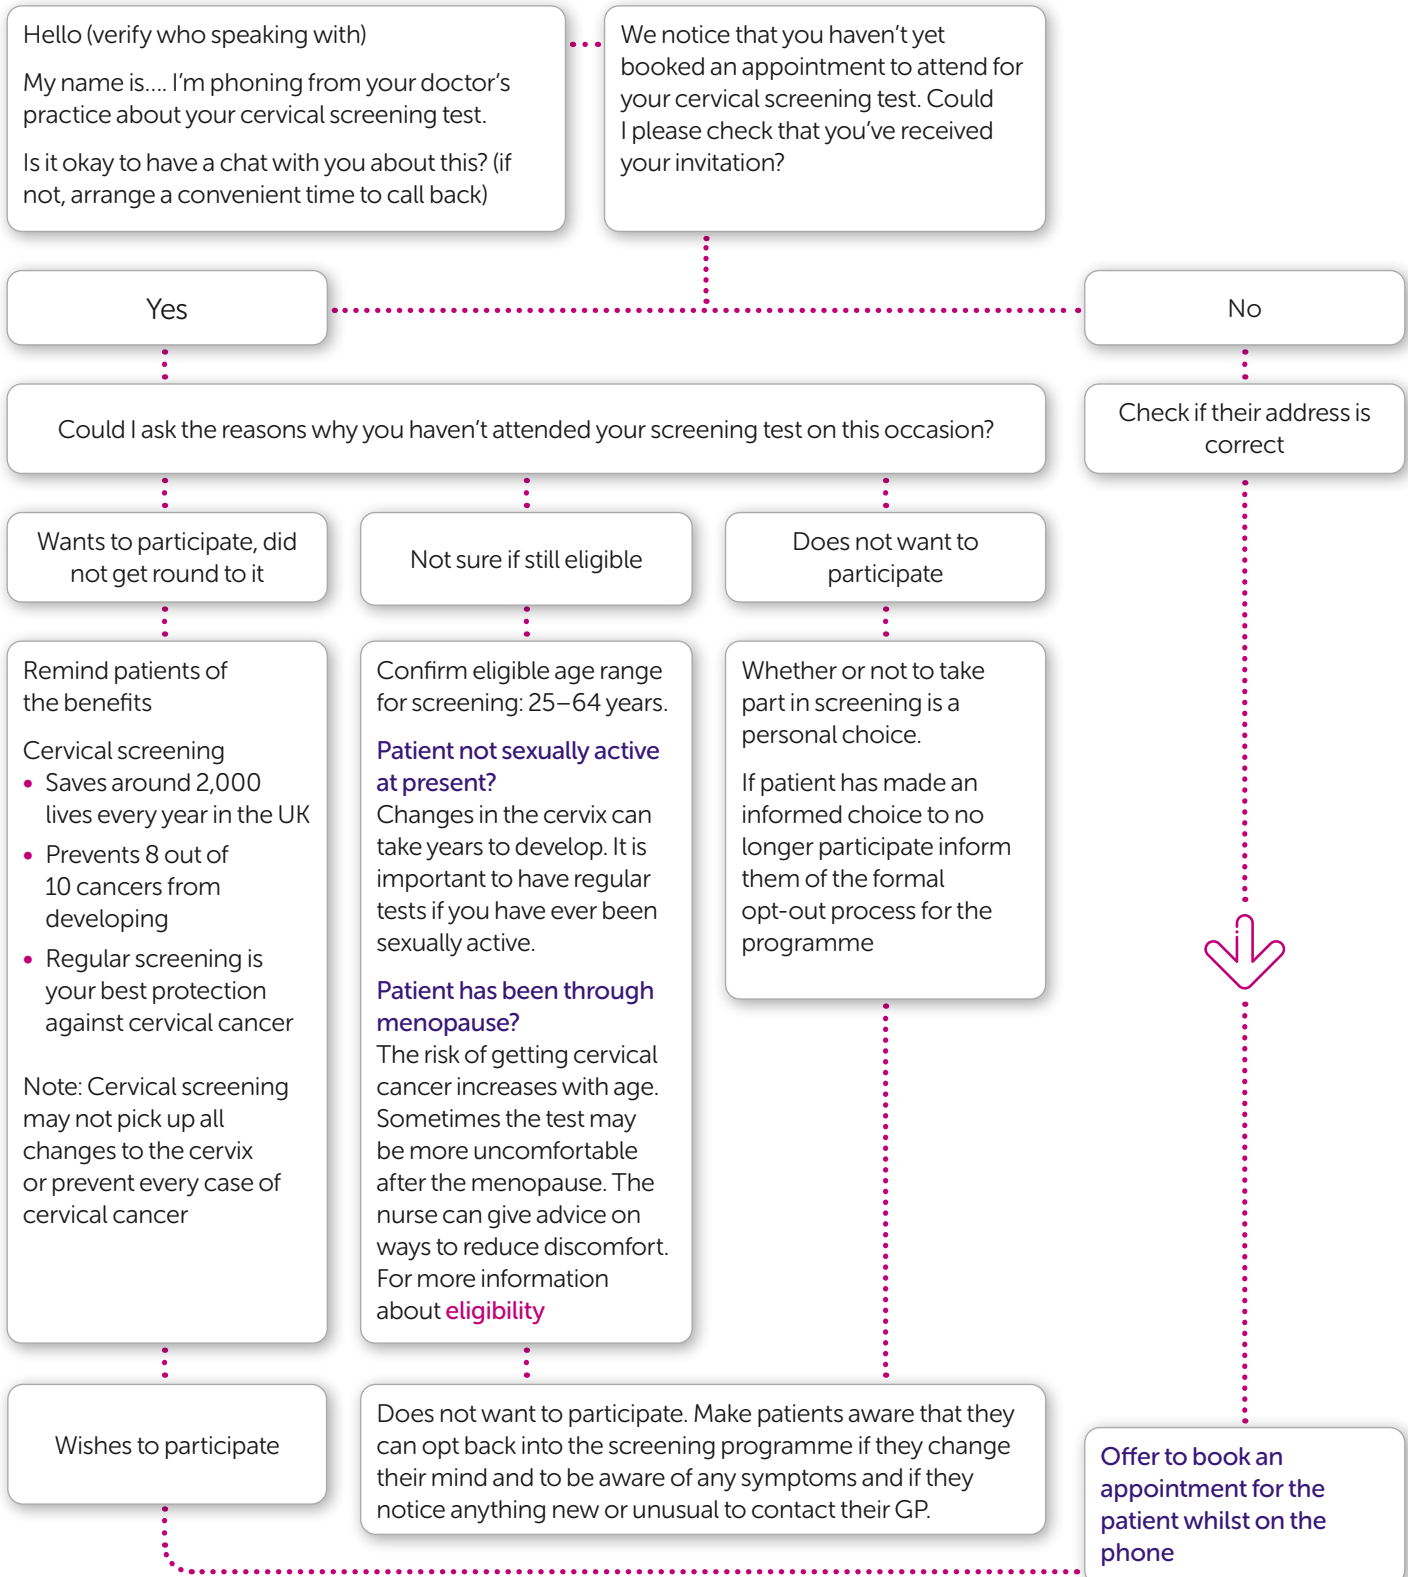 Hello (verify who speaking with)
My name is.... I'm phoning from your doctor's
practice about your cervical screening test.
Is it okay to have a chat with you about this? (if
not, arrange a convenient time to call back)
We notice that you haven't yet
booked an appointment to attend for
your cervical screening test. Could
I please check that you've received
your invitation?
Yes
No
Could I ask the reasons why you haven't attended your screening test on this occasion?
Check if their address is
correct
Wants to participate, did
not get round to it
Not sure if still eligible
Does not want to
participate
Remind patients of
the benefits
Cervical screening
• Saves around 2,000
lives every year in the UK
• Prevents 8 out of
10 cancers from
developing
• Regular screening is
your best protection
against cervical cancer
Note: Cervical screening
may not pick up all
changes to the cervix
or prevent every case of
cervical cancer
Confirm eligible age range
for screening: 25–64 years.
Patient not sexually active
at present?
Changes in the cervix can
take years to develop. It is
important to have regular
tests if you have ever been
sexually active.
Patient has been through
menopause?
The risk of getting cervical
cancer increases with age.
Sometimes the test may
be more uncomfortable
after the menopause. The
nurse can give advice on
ways to reduce discomfort.
For more information
about eligibility
Whether or not to take
part in screening is a
personal choice.
If patient has made an
informed choice to no
longer participate inform
them of the formal
opt-out process for the
programme
Wishes to participate
Does not want to participate. Make patients aware that they
can opt back into the screening programme if they change
their mind and to be aware of any symptoms and if they
notice anything new or unusual to contact their GP.
Offer to book an
appointment for the
patient whilst on the
phone